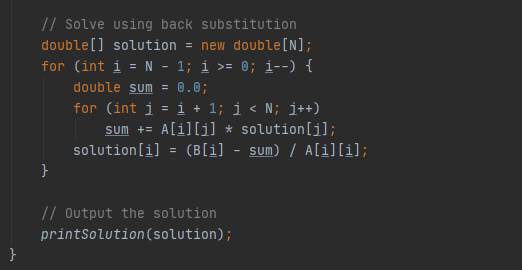 // Solve using back substitution
double[] solution = new double[N];
for (int i = N - 1; i >= 0; i--) {
    double sum = 0.0;
    for (int j = i + 1; j < N; j++)
        sum += A[i][j] * solution[j];
    solution[i] = (B[i] - sum) / A[i][i];
}

// Output the solution
printSolution(solution);
}